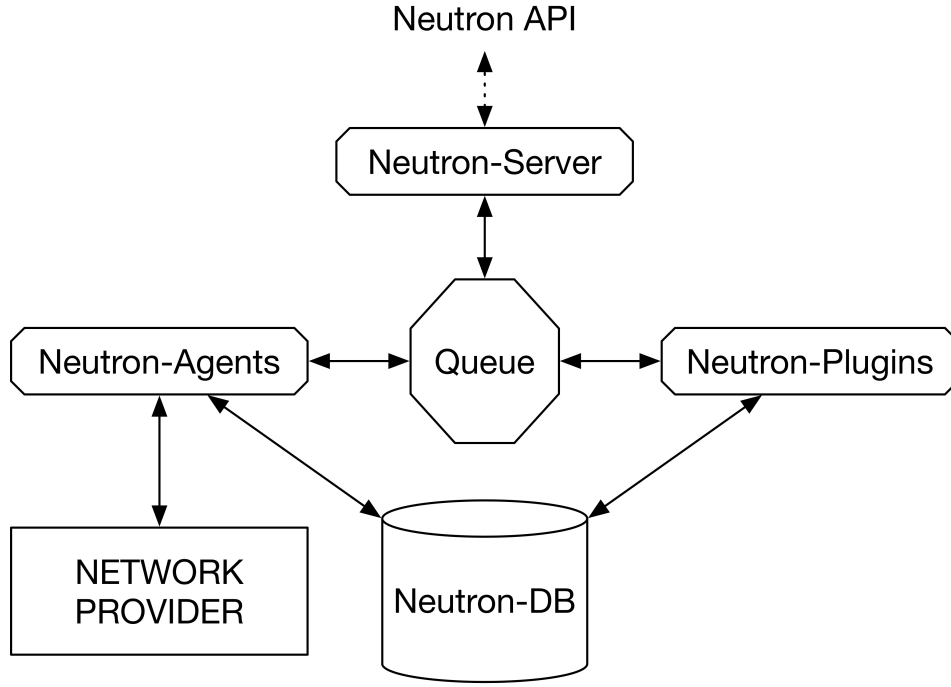 Neutron API
Neutron-Server
Neutron-Agents
Queue
Neutron-Plugins
NETWORK
PROVIDER
Neutron-DB